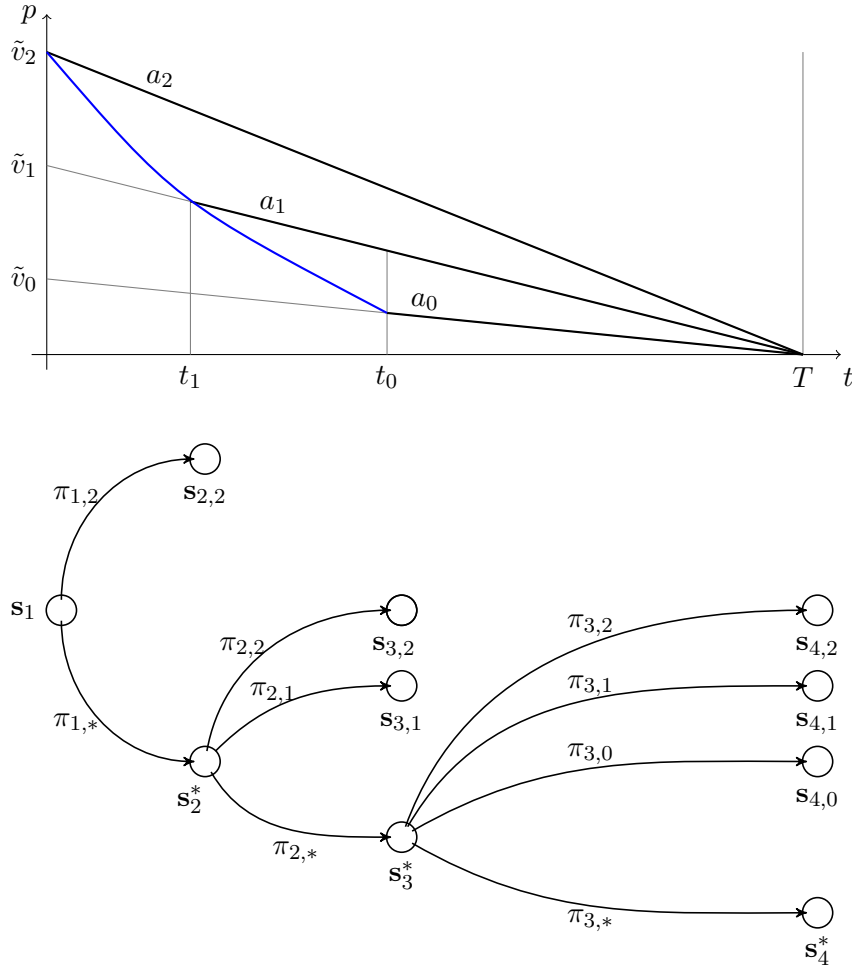 p
ṽ₂
a₂
ṽ₁
a₁
ṽ₀
a₀
t₁ t₀ T t
π₁,₂
s₂,₂
s₁
π₂,₂ s₃,₂ π₃,₂ s₄,₂
π₂,₁ s₃,₁ π₃,₁ s₄,₁
π₁,*
π₃,₀ s₄,₀
s₂*
π₂,*
s₃*
π₃,*
s₄*